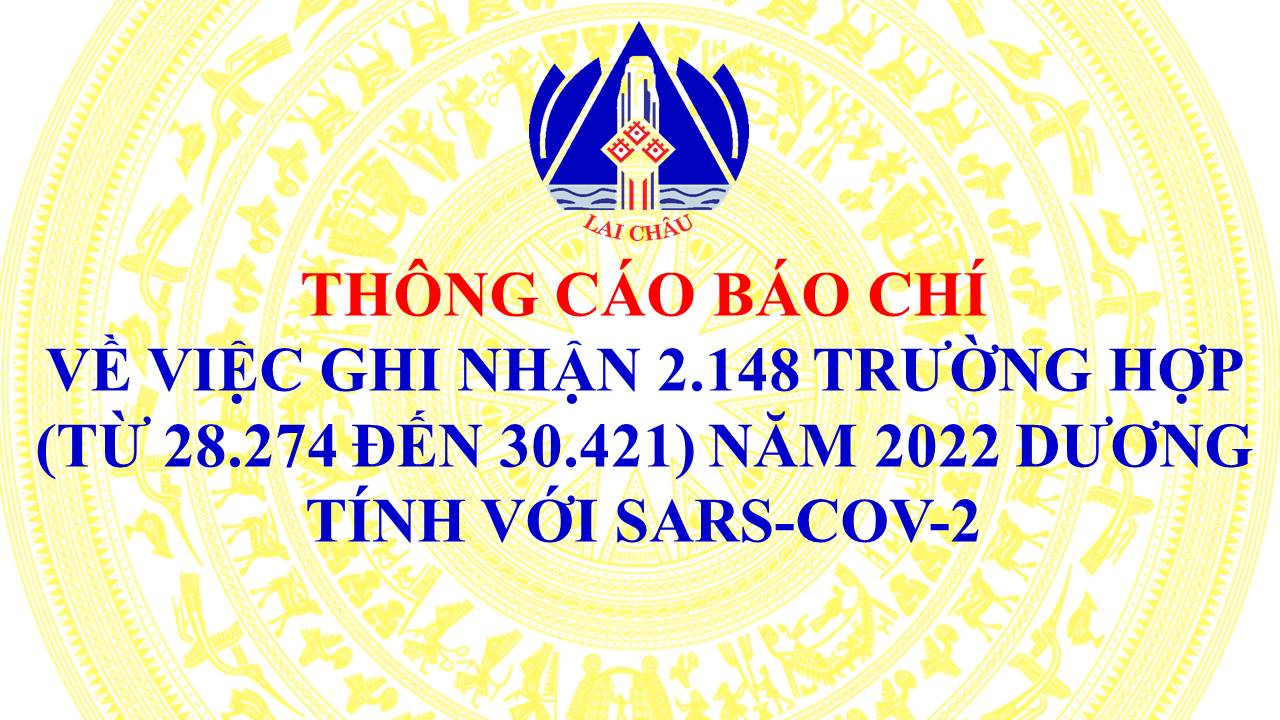 LAI CHÂU
THÔNG CÁO BÁO CHÍ
VỀ VIỆC GHI NHẬN 2.148 TRƯỜNG HỢP
(TỪ 28.274 ĐẾN 30.421) NĂM 2022 DƯƠNG
TÍNH VỚI SARS-COV-2